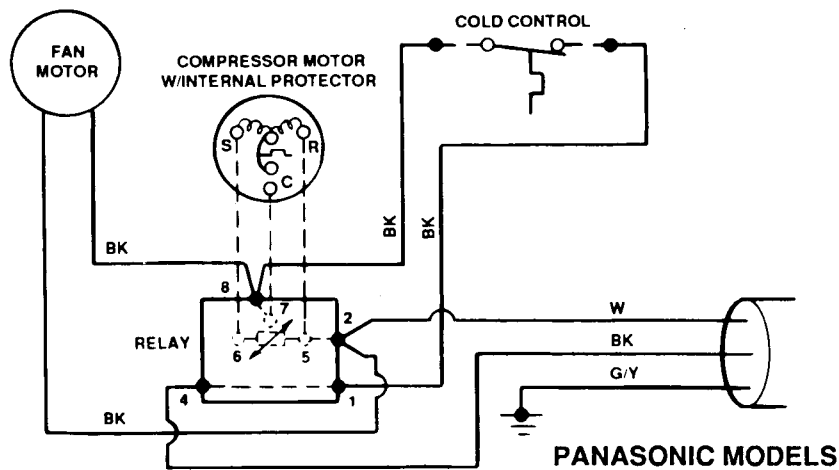 COLD CONTROL
FAN
MOTOR
COMPRESSOR MOTOR
W/INTERNAL PROTECTOR
S
R
C
BK
BK
BK
8
7
2
W
RELAY
6
5
BK
G/Y
4
1
BK
PANASONIC MODELS